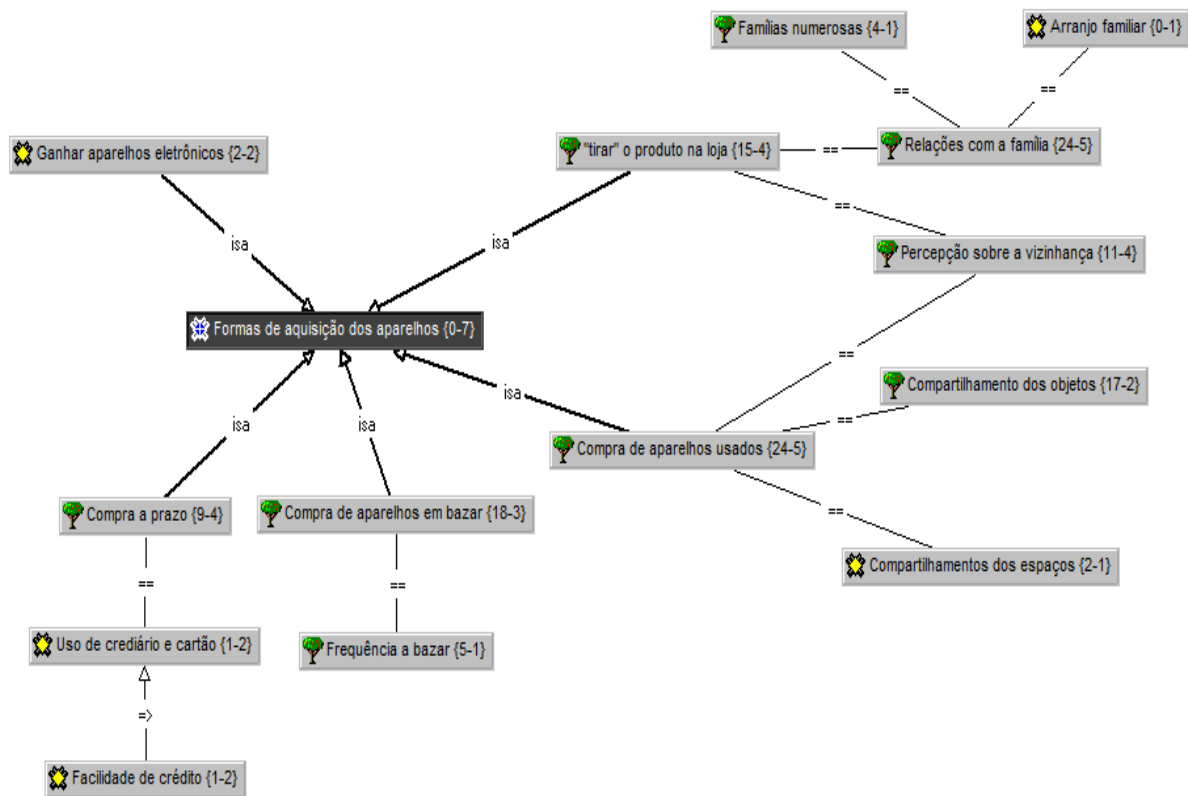 Famílias numerosas {4-1}
Arranjo familiar {0-1}
==
==
Ganhar aparelhos eletrônicos {2-2}
"tirar" o produto na loja {15-4}
==
Relações com a família {24-5}
==
isa
isa
Percepção sobre a vizinhança {11-4}
Formas de aquisição dos aparelhos {0-7}
==
Compartilhamento dos objetos {17-2}
isa
isa
isa
==
Compra de aparelhos usados {24-5}
Compra a prazo {9-4}
Compra de aparelhos em bazar {18-3}
==
Compartilhamentos dos espaços {2-1}
==
==
Uso de crediário e cartão {1-2}
Frequência a bazar {5-1}
=>
Facilidade de crédito {1-2}